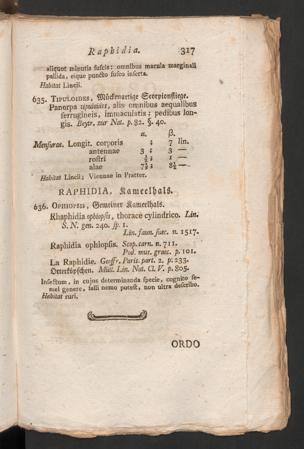 Raphidia. 317
aliquot minutis fuscis: omnibus macula marginali
pallida, eique puncto fusco inserta.
Habitat Lincii.
635. TIPULOIDES, Mückenartige Scorpionfliege.
Panorpa tipuloides, alis omnibus aequalibus
ferrugineis, immaculatis; pedibus lon-
gis. Beytr. zur Nat. p. 82. §. 40.
α. β.
Mensurae. Longit. corporis : 7 lin.
antennae 3 : 3 —
rostri
alae
Habitat Lincii; Viennae in Prater.
RAPHIDIA, Kameelhals.
636. OPHIOPSIS, Gemeiner Kameelhals.
Rhaphidia ophiopsis, thorace cylindrico. Lin.
S. N. gen. 240. sp. 1.
Lin. faun. suec. n. 1517.
Raphidia ophiopsis. Scop. carn. n. 711.
Pod. mus. graec. p. 101.
La Raphidie. Geoffr. Paris. part. 2. p. 233.
Otterköpfchen. Müll. Lin. Nat. Cl. V. p. 805.
Insectum, in cujus determinanda specie, cognito se-
mel genere, falli nemo potest, non ultra describo.
Habitat rari.
ORDO